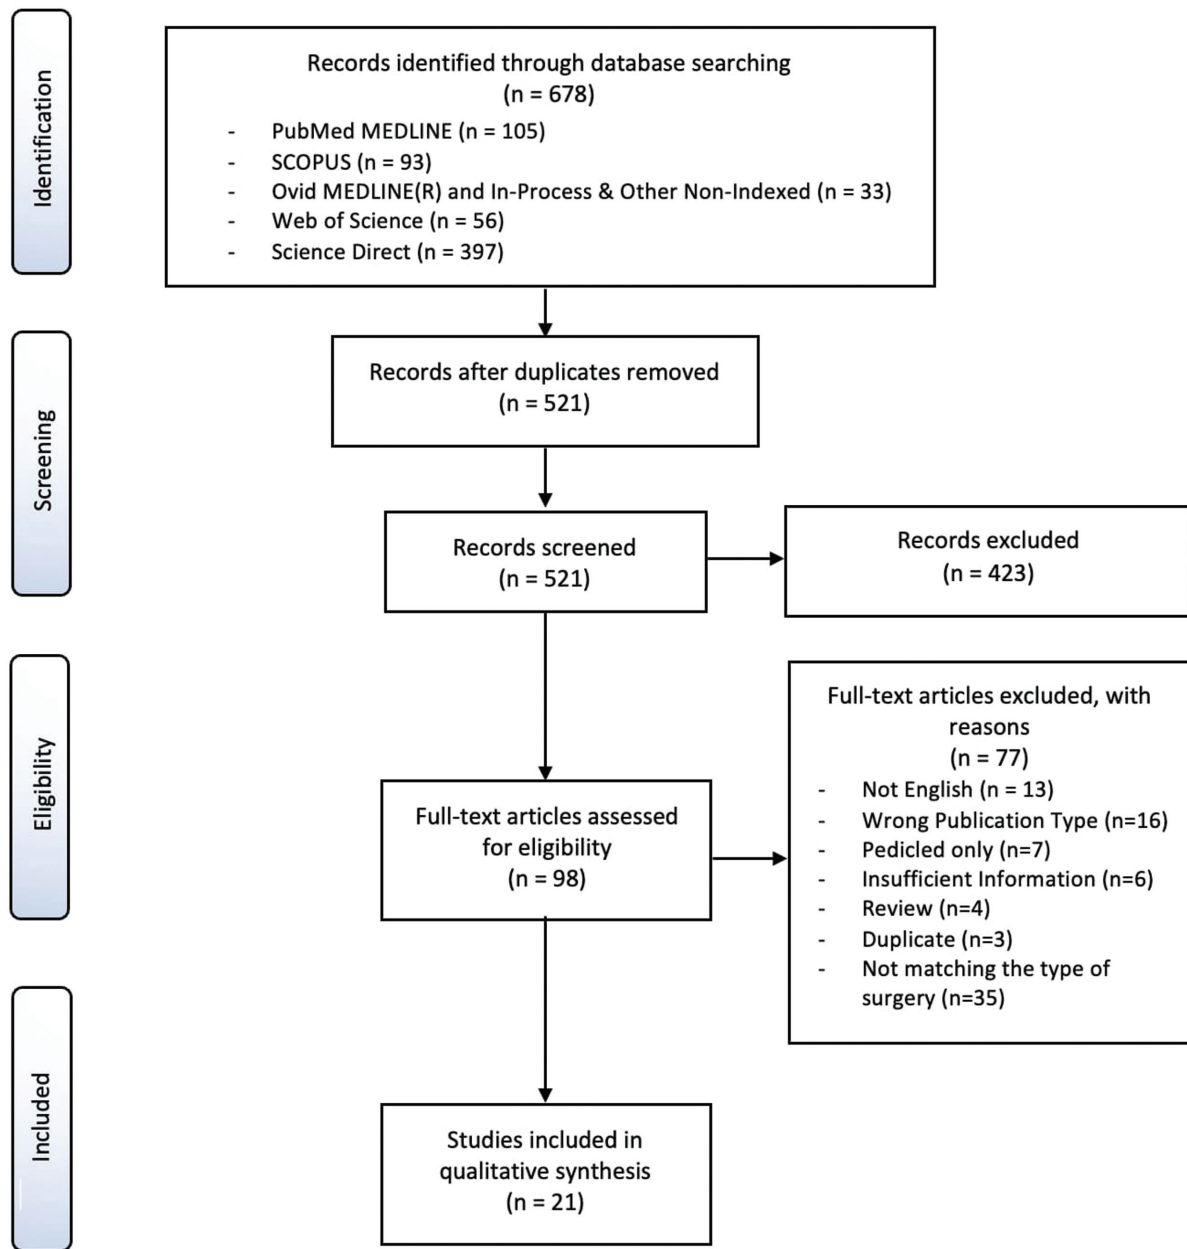 Identification
Records identified through database searching
(n = 678)
- PubMed MEDLINE (n = 105)
- SCOPUS (n = 93)
- Ovid MEDLINE(R) and In-Process & Other Non-Indexed (n = 33)
- Web of Science (n = 56)
- Science Direct (n = 397)
Screening
Records after duplicates removed
(n = 521)
Records screened
(n = 521)
Records excluded
(n = 423)
Eligibility
Full-text articles assessed
for eligibility
(n = 98)
Full-text articles excluded, with
reasons
(n = 77)
- Not English (n = 13)
- Wrong Publication Type (n=16)
- Pedicled only (n=7)
- Insufficient Information (n=6)
- Review (n=4)
- Duplicate (n=3)
- Not matching the type of
surgery (n=35)
Included
Studies included in
qualitative synthesis
(n = 21)